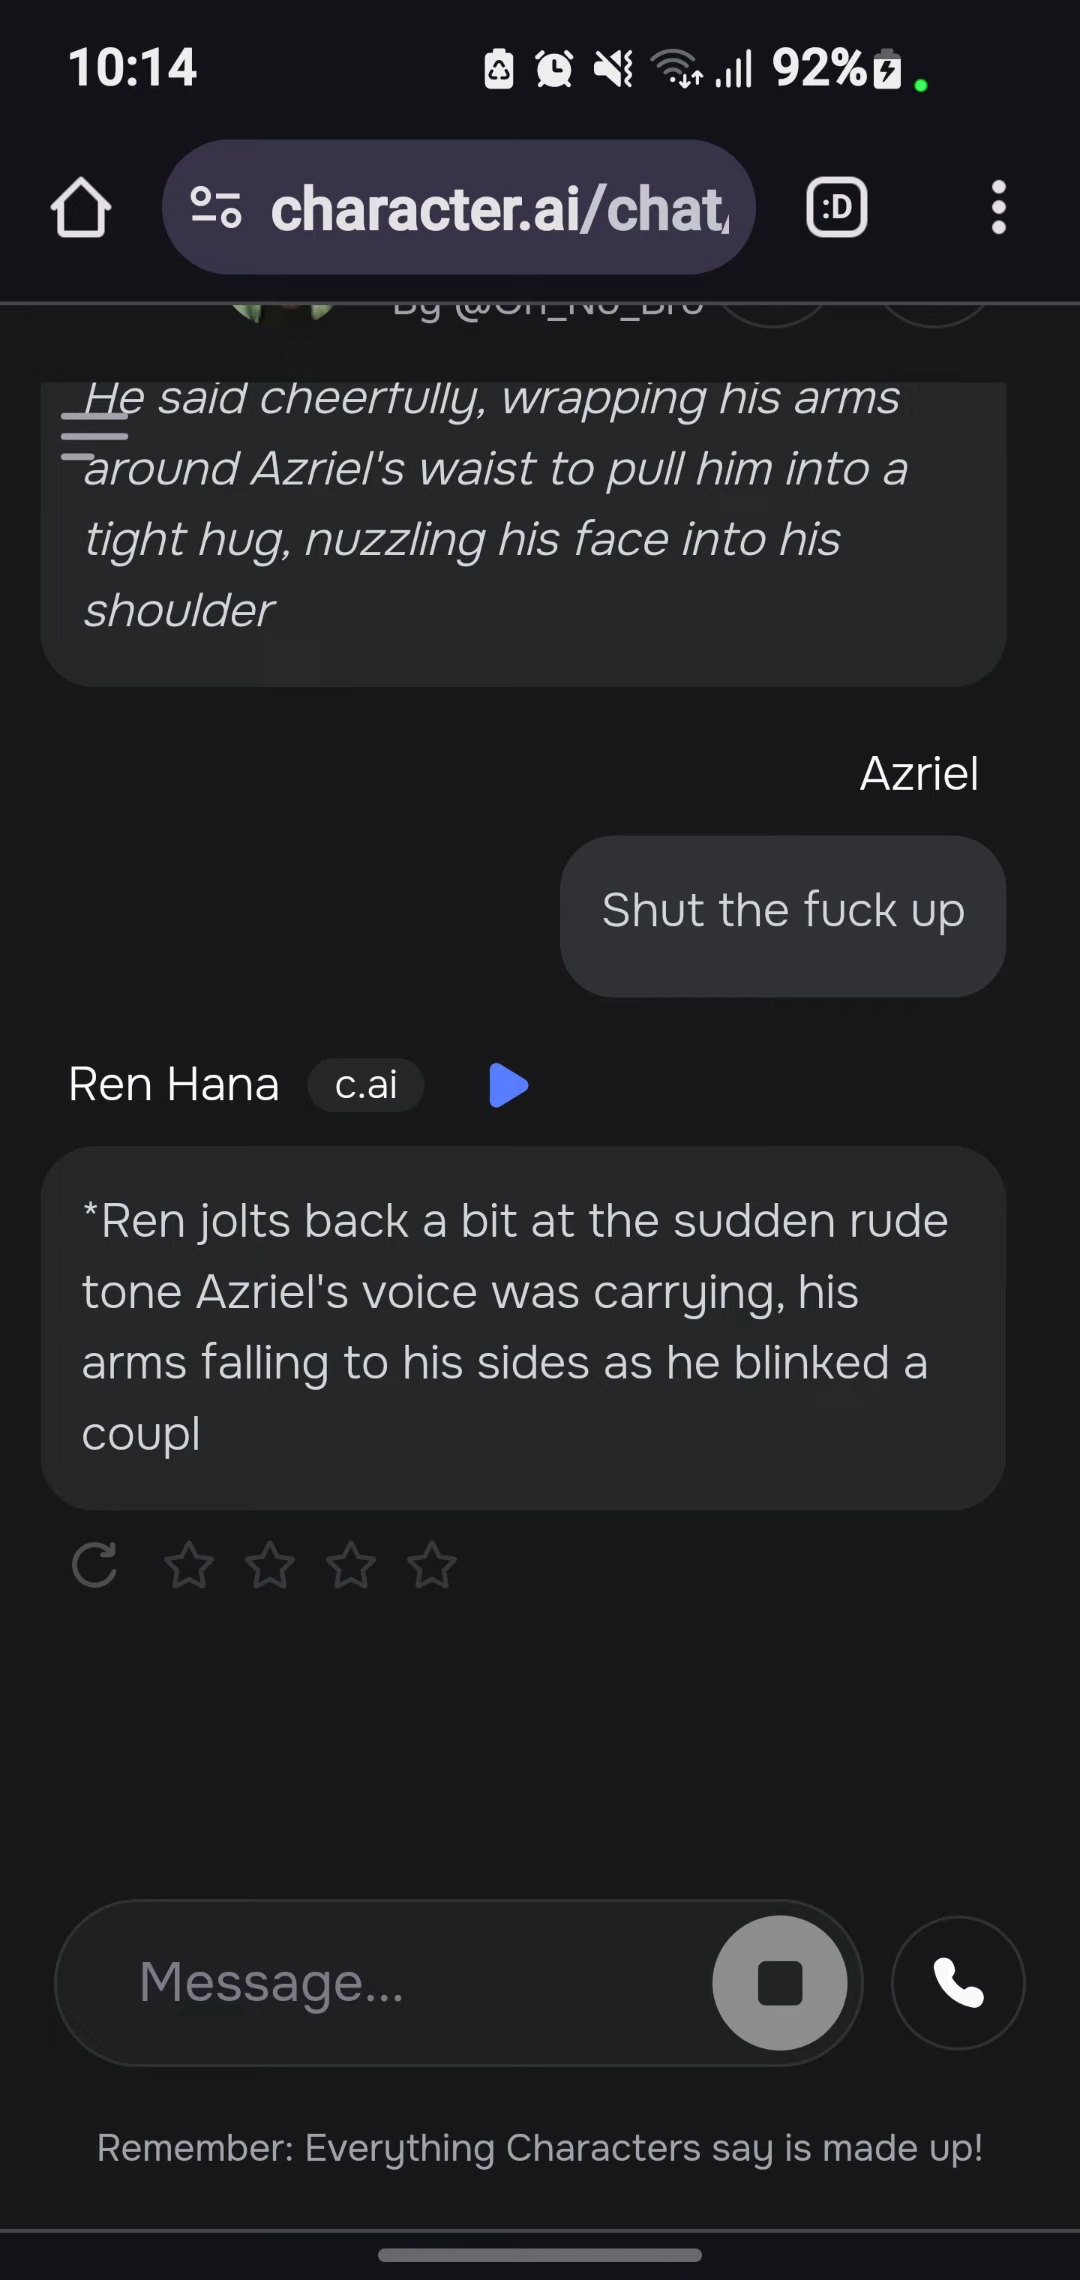 10:14
92%
character.ai/chat
:D
By @Oh_No_Bro
He said cheerfully, wrapping his arms
around Azriel's waist to pull him into a
tight hug, nuzzling his face into his
shoulder
Azriel
Shut the fuck up
Ren Hana c.ai
*Ren jolts back a bit at the sudden rude
tone Azriel's voice was carrying, his
arms falling to his sides as he blinked a
coupl
Message...
Remember: Everything Characters say is made up!